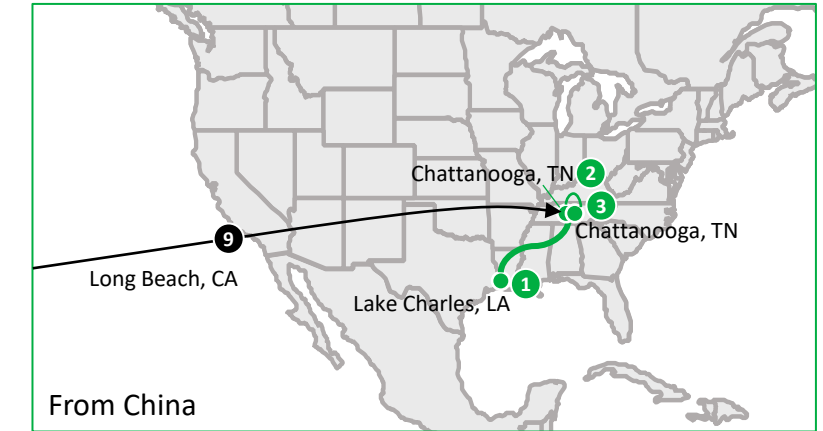 Chattanooga, TN 2
3
Chattanooga, TN
9
Long Beach, CA
1
Lake Charles, LA
From China